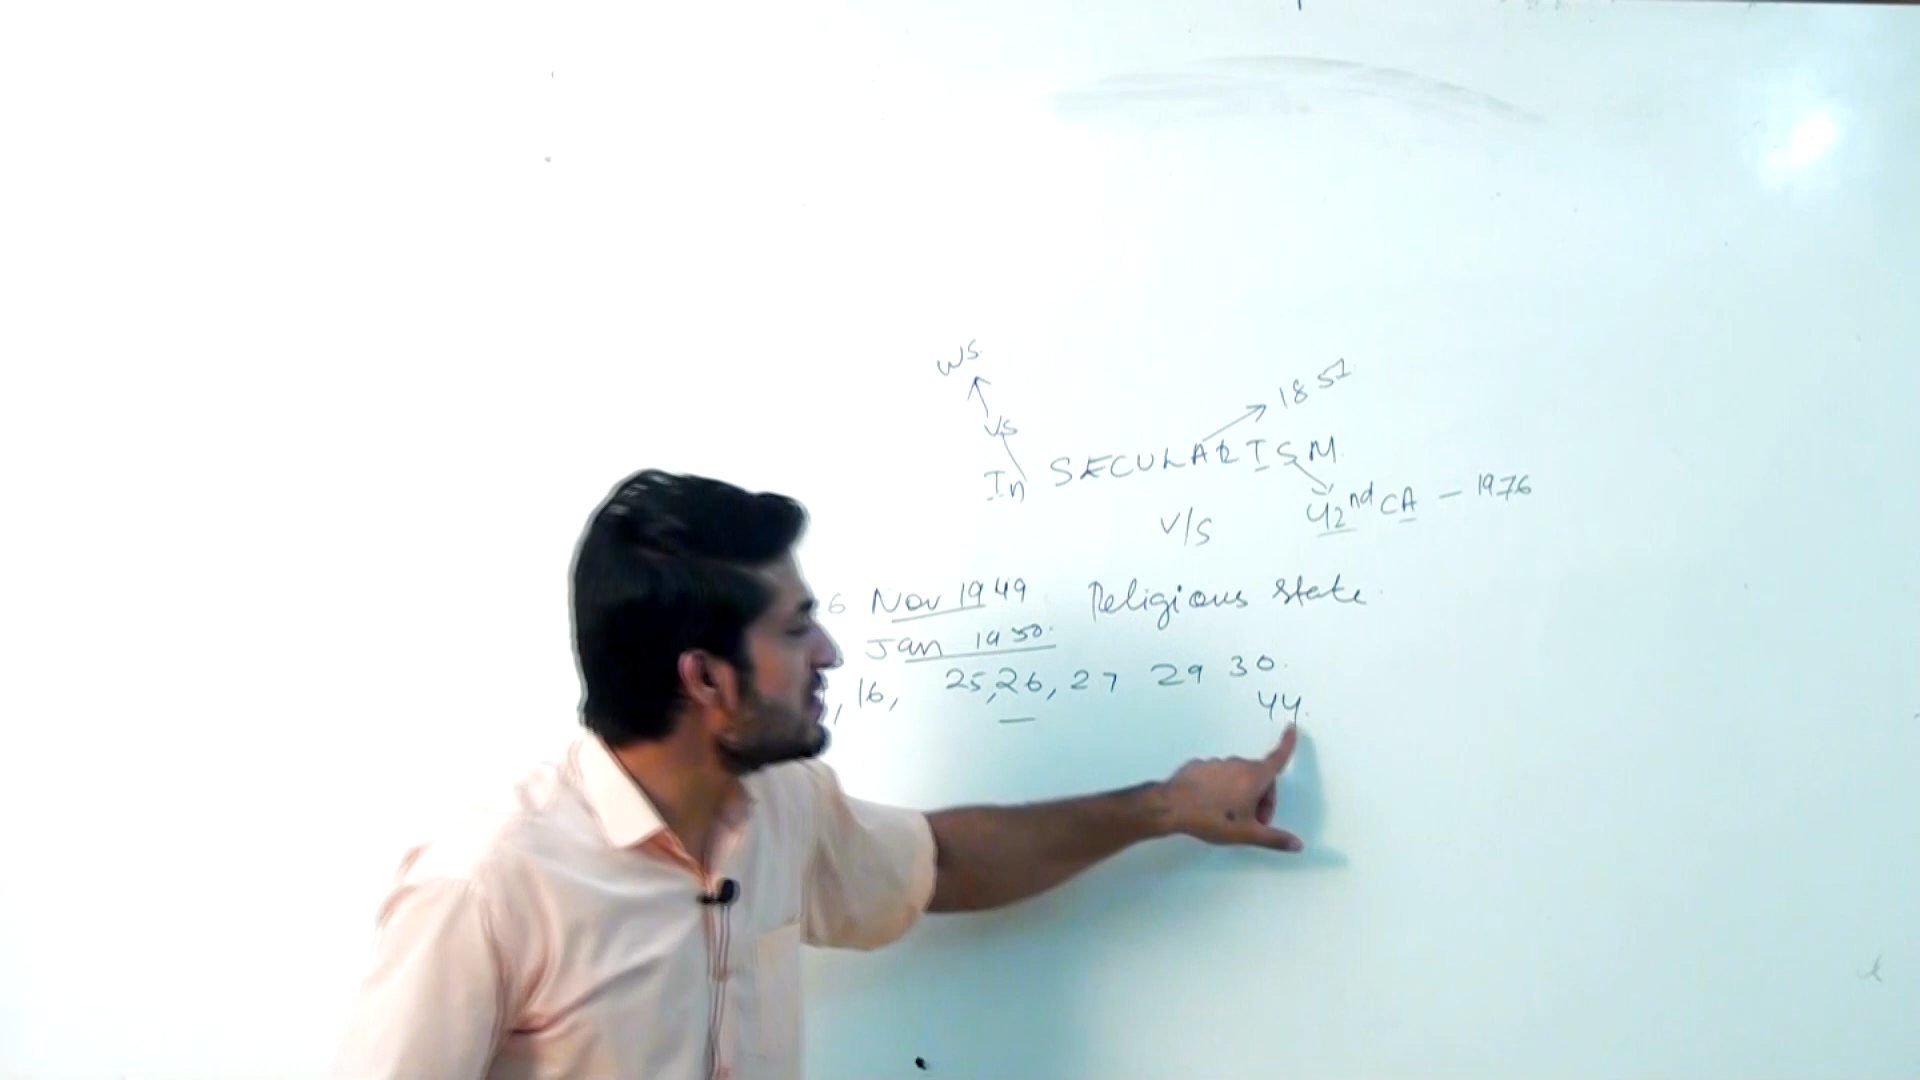 WS
VS
1851
In SECULARISM
42nd CA - 1976
V/S
6 Nov 1949 Religious state
Jan 1950.
, 16, 25, 26, 27 29 30.
44.